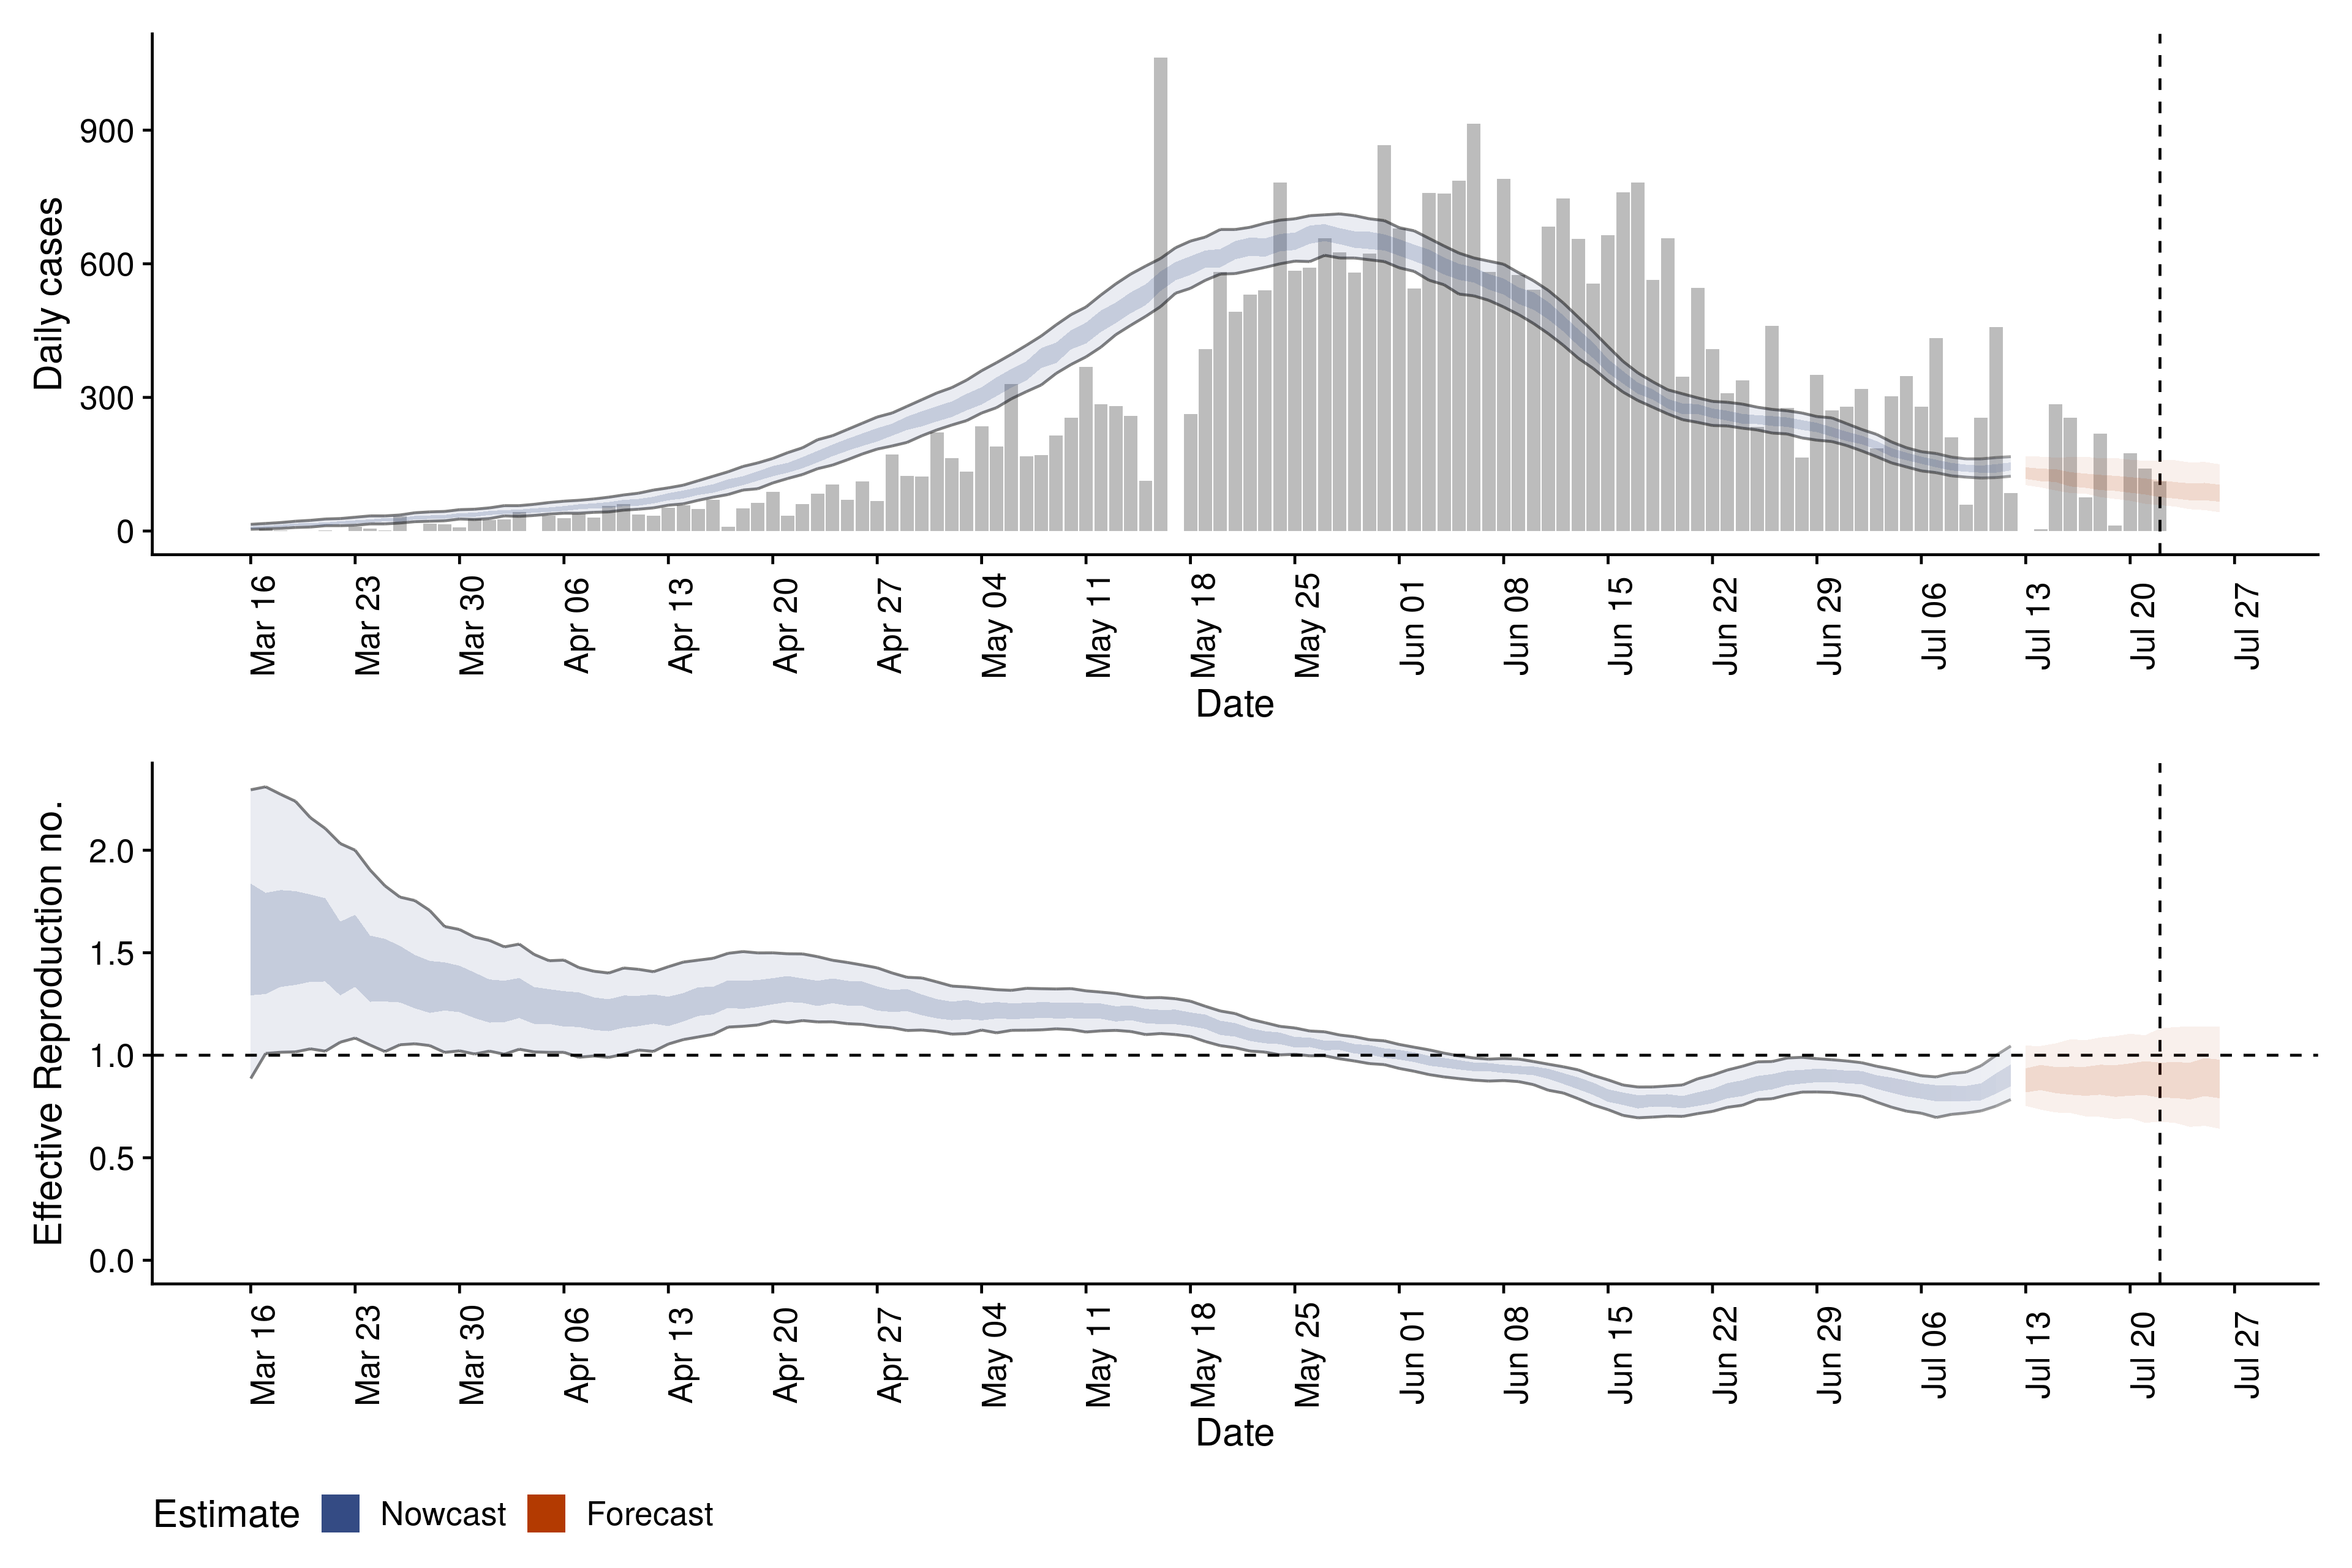 Daily cases
900
600
300
0
Mar 16
Mar 23
Mar 30
Apr 06
Apr 13
Apr 20
Apr 27
May 04
May 11
May 18
May 25
Jun 01
Jun 08
Jun 15
Jun 22
Jun 29
Jul 06
Jul 13
Jul 20
Jul 27
Date
Effective Reproduction no.
2.0
1.5
1.0
0.5
0.0
Mar 16
Mar 23
Mar 30
Apr 06
Apr 13
Apr 20
Apr 27
May 04
May 11
May 18
May 25
Jun 01
Jun 08
Jun 15
Jun 22
Jun 29
Jul 06
Jul 13
Jul 20
Jul 27
Date
Estimate Nowcast Forecast